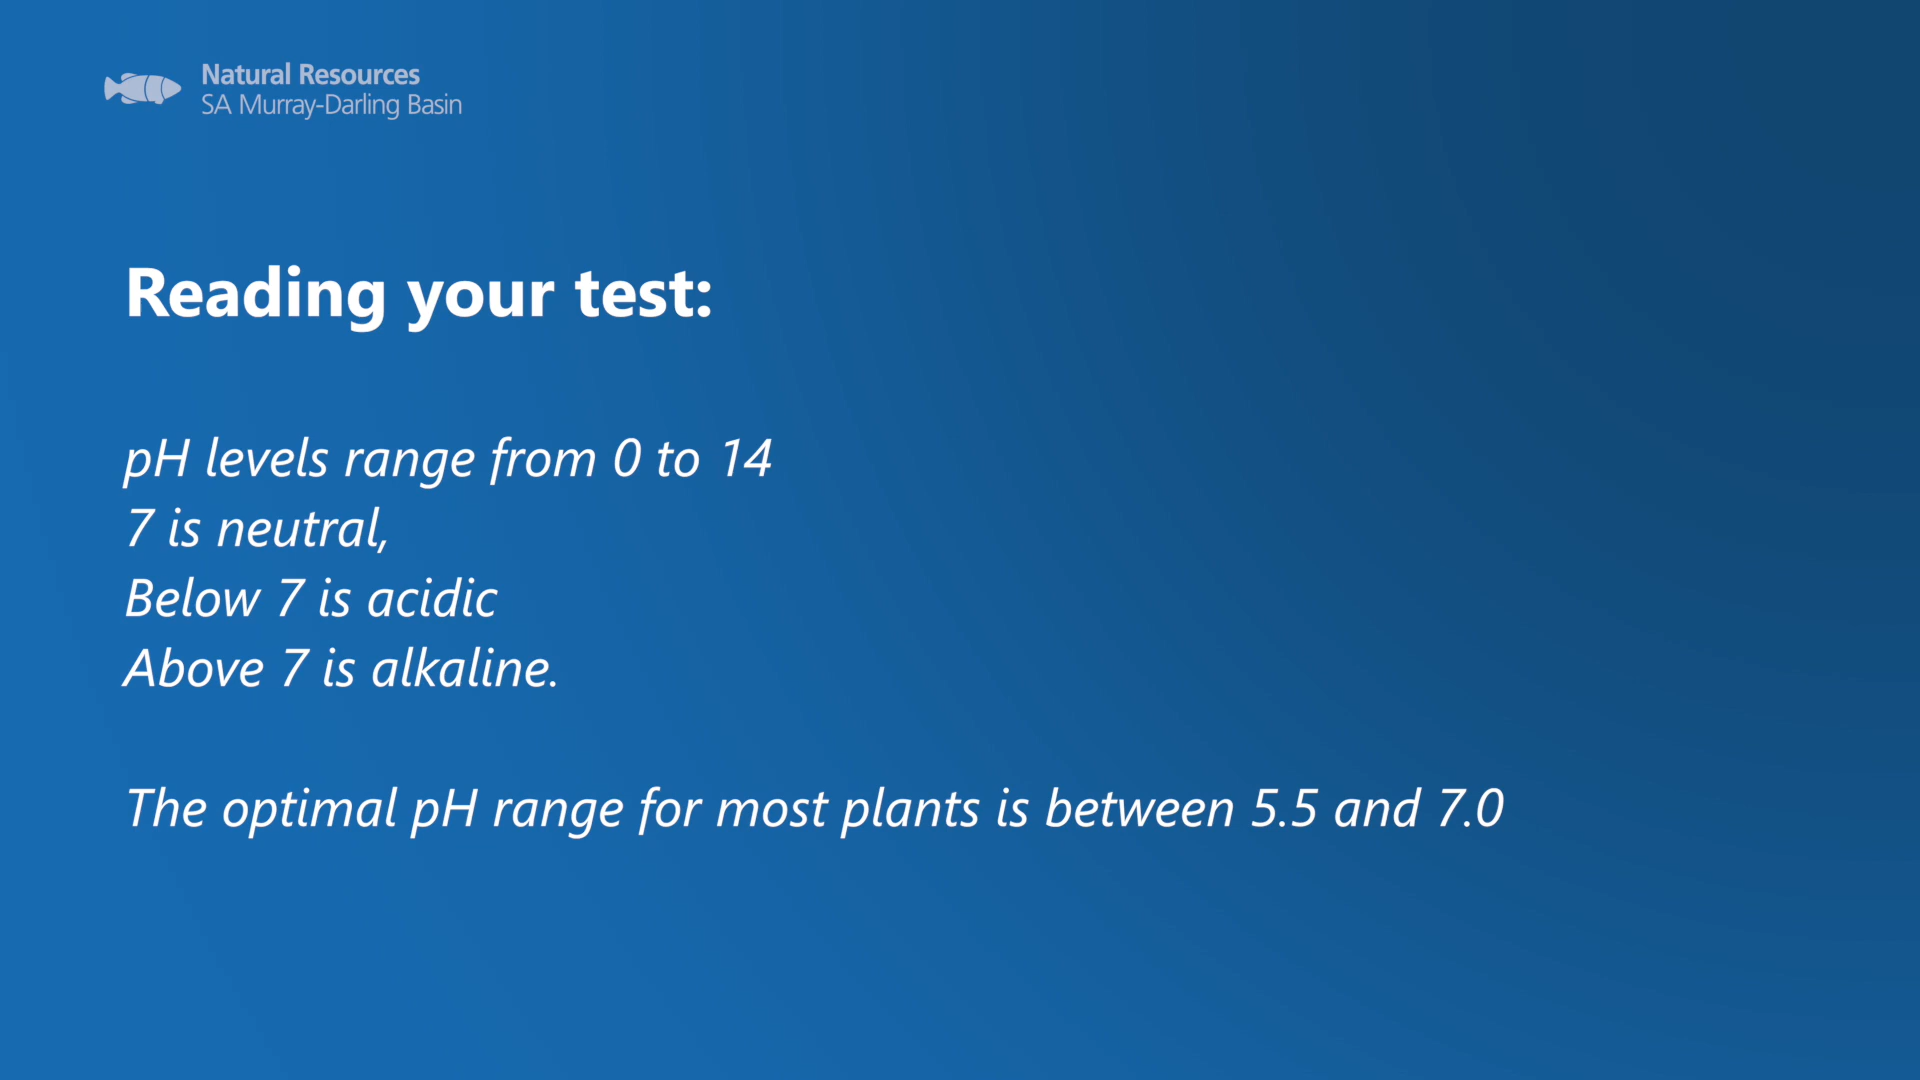 Natural Resources
SA Murray-Darling Basin
Reading your test:
pH levels range from 0 to 14
7 is neutral,
Below 7 is acidic
Above 7 is alkaline.
The optimal pH range for most plants is between 5.5 and 7.0